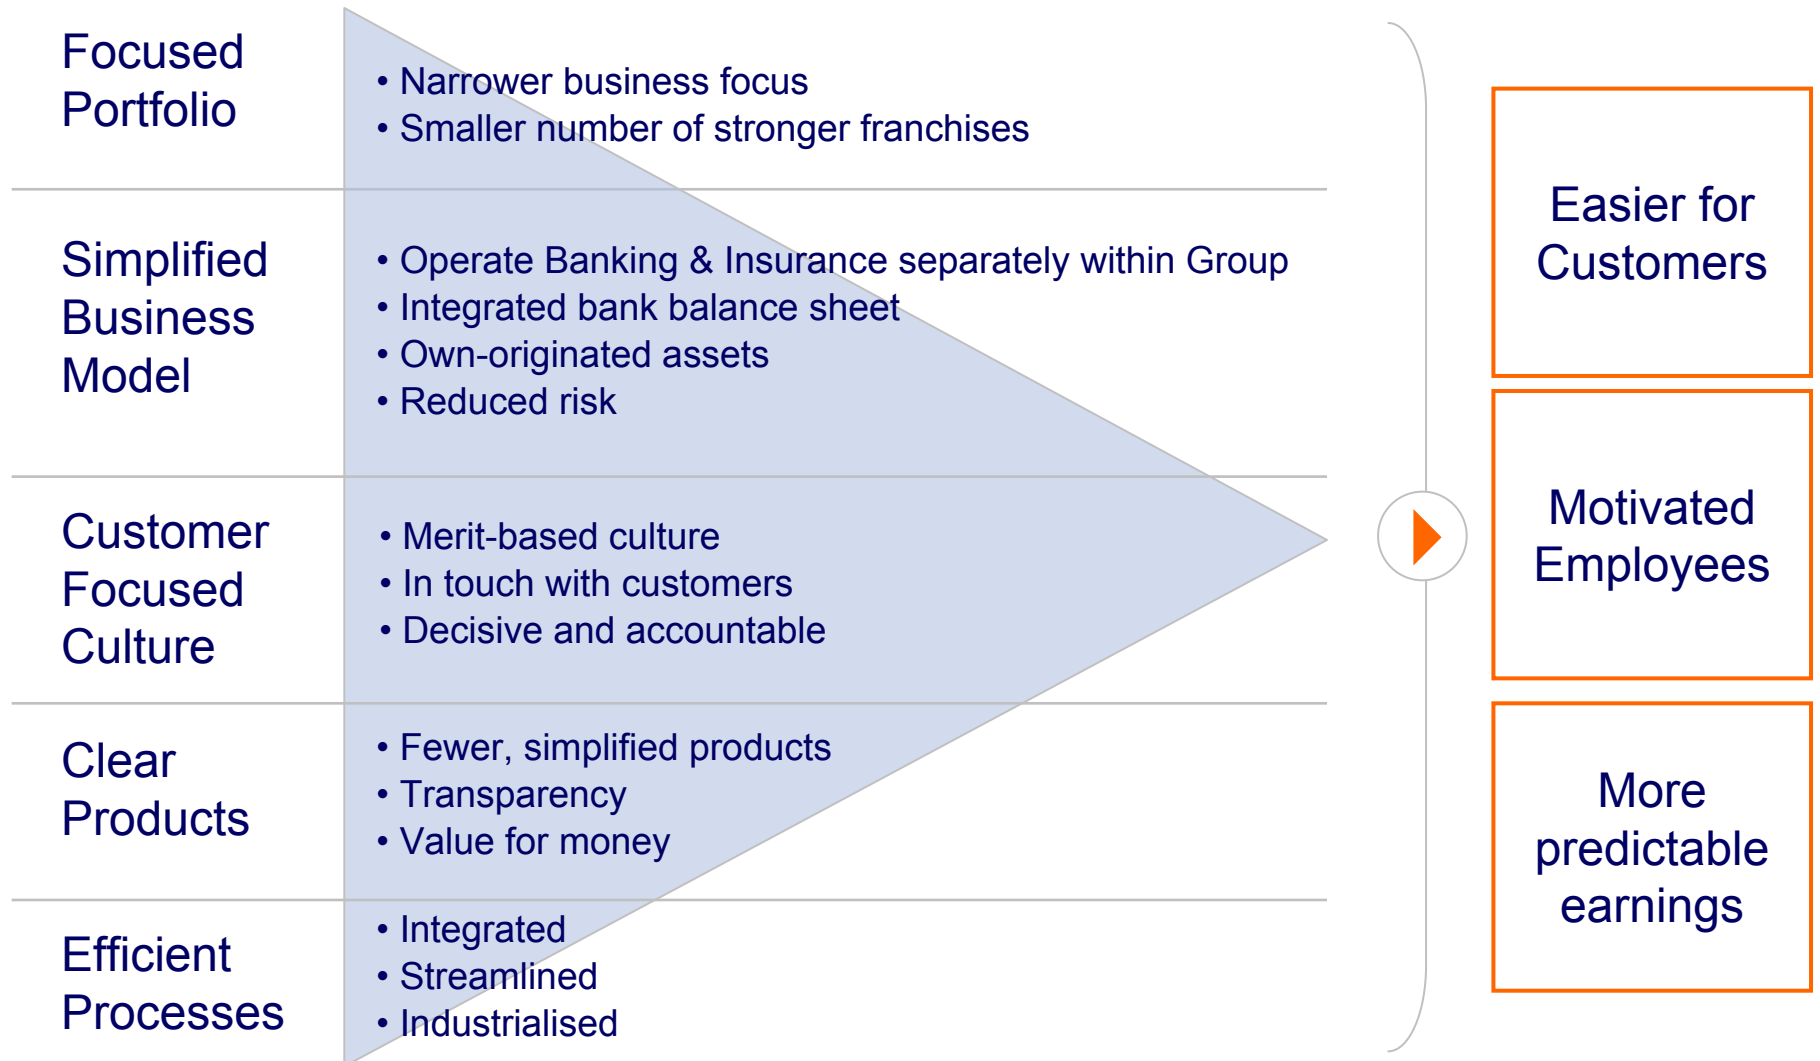 Focused
Portfolio
• Narrower business focus
• Smaller number of stronger franchises
Simplified
Business
Model
• Operate Banking & Insurance separately within Group
• Integrated bank balance sheet
• Own-originated assets
• Reduced risk
Customer
Focused
Culture
• Merit-based culture
• In touch with customers
• Decisive and accountable
Clear
Products
• Fewer, simplified products
• Transparency
• Value for money
Efficient
Processes
• Integrated
• Streamlined
• Industrialised
Easier for
Customers
Motivated
Employees
More
predictable
earnings